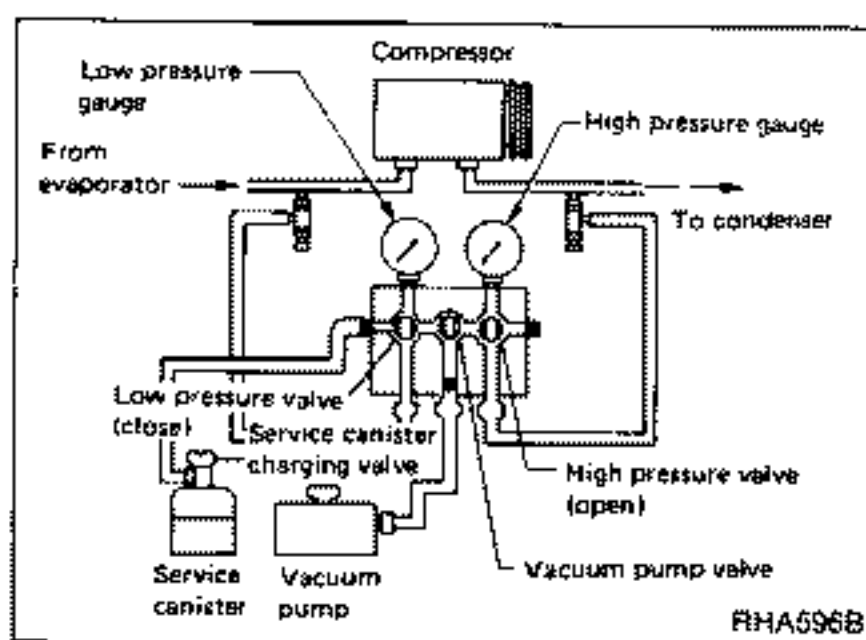 Compressor
Low pressure
gauge
High pressure gauge
From
evaporator
To condenser
Low pressure valve
(close)
Service canister
charging valve
High pressure valve
(open)
Vacuum pump valve
Service
canister
Vacuum
pump
RHA596B